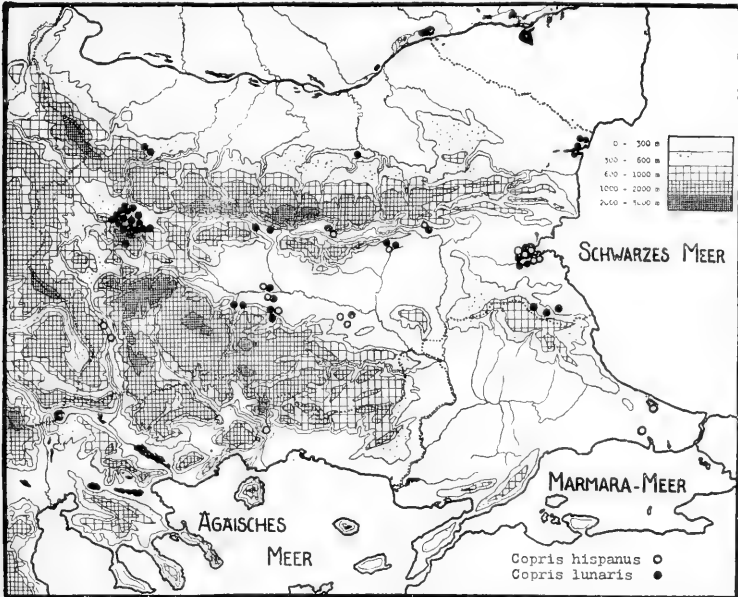 0 - 300 m
300 - 600 m
600 - 1000 m
1000 - 2000 m
2000 - 3000 m
SCHWARZES MEER
MARMARA-MEER
ÄGÄISCHES
MEER
Copris hispanus
Copris lunaris